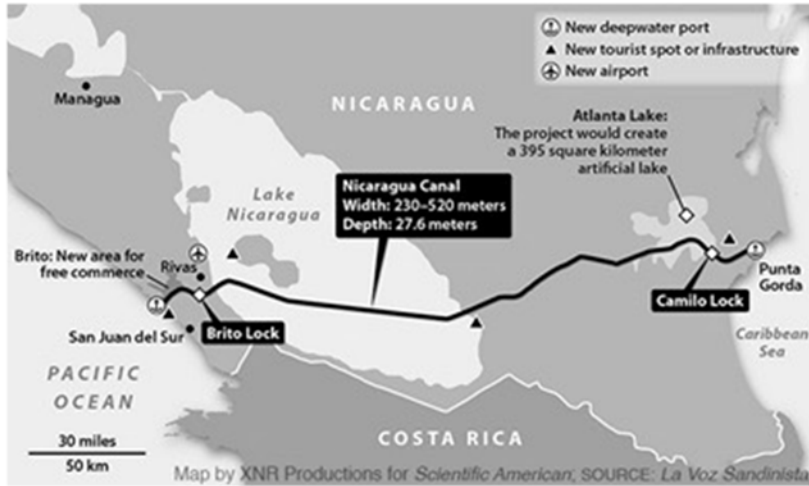 New deepwater port
New tourist spot or infrastructure
New airport
Managua
NICARAGUA
Atlanta Lake:
The project would create
a 395 square kilometer
artificial lake
Lake
Nicaragua
Nicaragua Canal
Width: 230–520 meters
Depth: 27.6 meters
Brito: New area for
free commerce
Rivas
Punta
Gorda
Camilo Lock
Brito Lock
San Juan del Sur
Caribbean
Sea
PACIFIC
OCEAN
COSTA RICA
30 miles
50 km
Map by XNR Productions for Scientific American; SOURCE: La Voz Sandinista